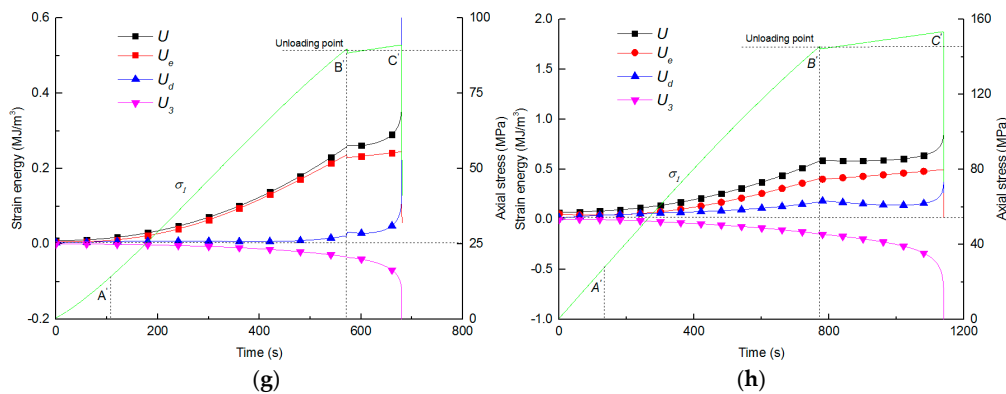 0.6
0.4
0.2
0.0
-0.2
Strain energy (MJ/m³)
U
Uₑ
U_d
U₃
Unloading point
σ₁
A'
B'
C'
100
75
50
25
0
Axial stress (MPa)
0 200 400 600 800
Time (s)
(g)
2.0
1.5
1.0
0.5
0.0
-0.5
-1.0
Strain energy (MJ/m³)
U
Uₑ
U_d
U₃
Unloading point
σ₁
A'
B'
C'
160
120
80
40
0
Axial stress (MPa)
0 400 800 1200
Time (s)
(h)